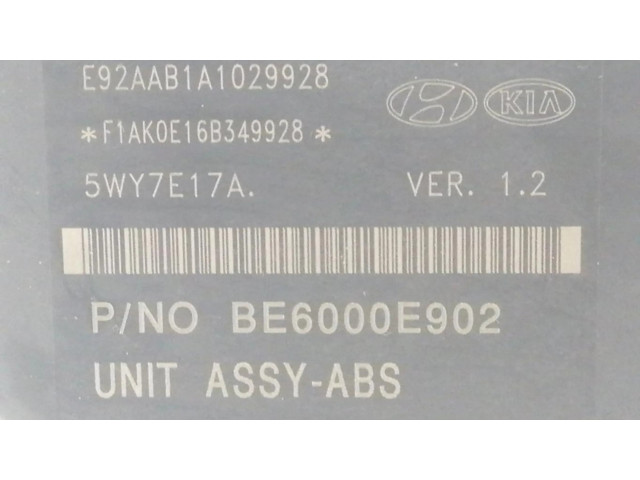 E92AAB1A1029928
*F1AK0E16B349928*
KIA
5WY7E17A. VER. 1.2
P/NO BE6000E902
UNIT ASSY-ABS